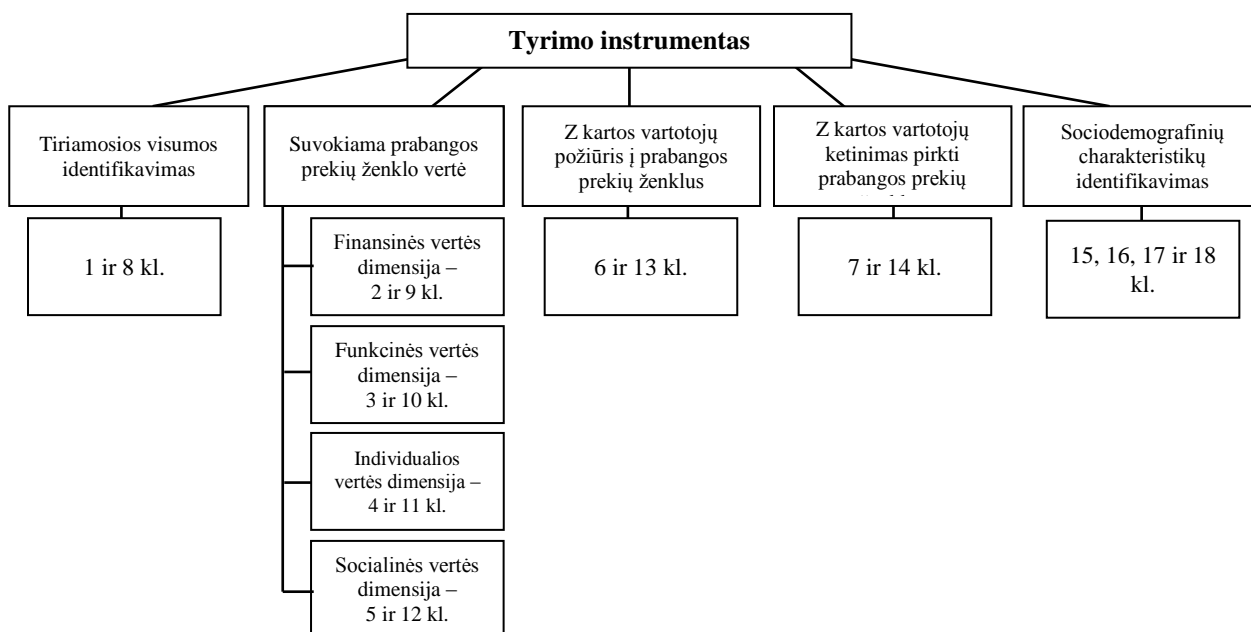 Tyrimo instrumentas
Tiriamosios visumos
identifikavimas
1 ir 8 kl.
Suvokiama prabangos
prekių ženklo vertė
Finansinės vertės
dimensija –
2 ir 9 kl.
Funkcinės vertės
dimensija –
3 ir 10 kl.
Individualios
vertės dimensija –
4 ir 11 kl.
Socialinės vertės
dimensija –
5 ir 12 kl.
Z kartos vartotojų
požiūris į prabangos
prekių ženklus
6 ir 13 kl.
Z kartos vartotojų
ketinimas pirkti
prabangos prekių
7 ir 14 kl.
Sociodemografinių
charakteristikų
identifikavimas
15, 16, 17 ir 18
kl.